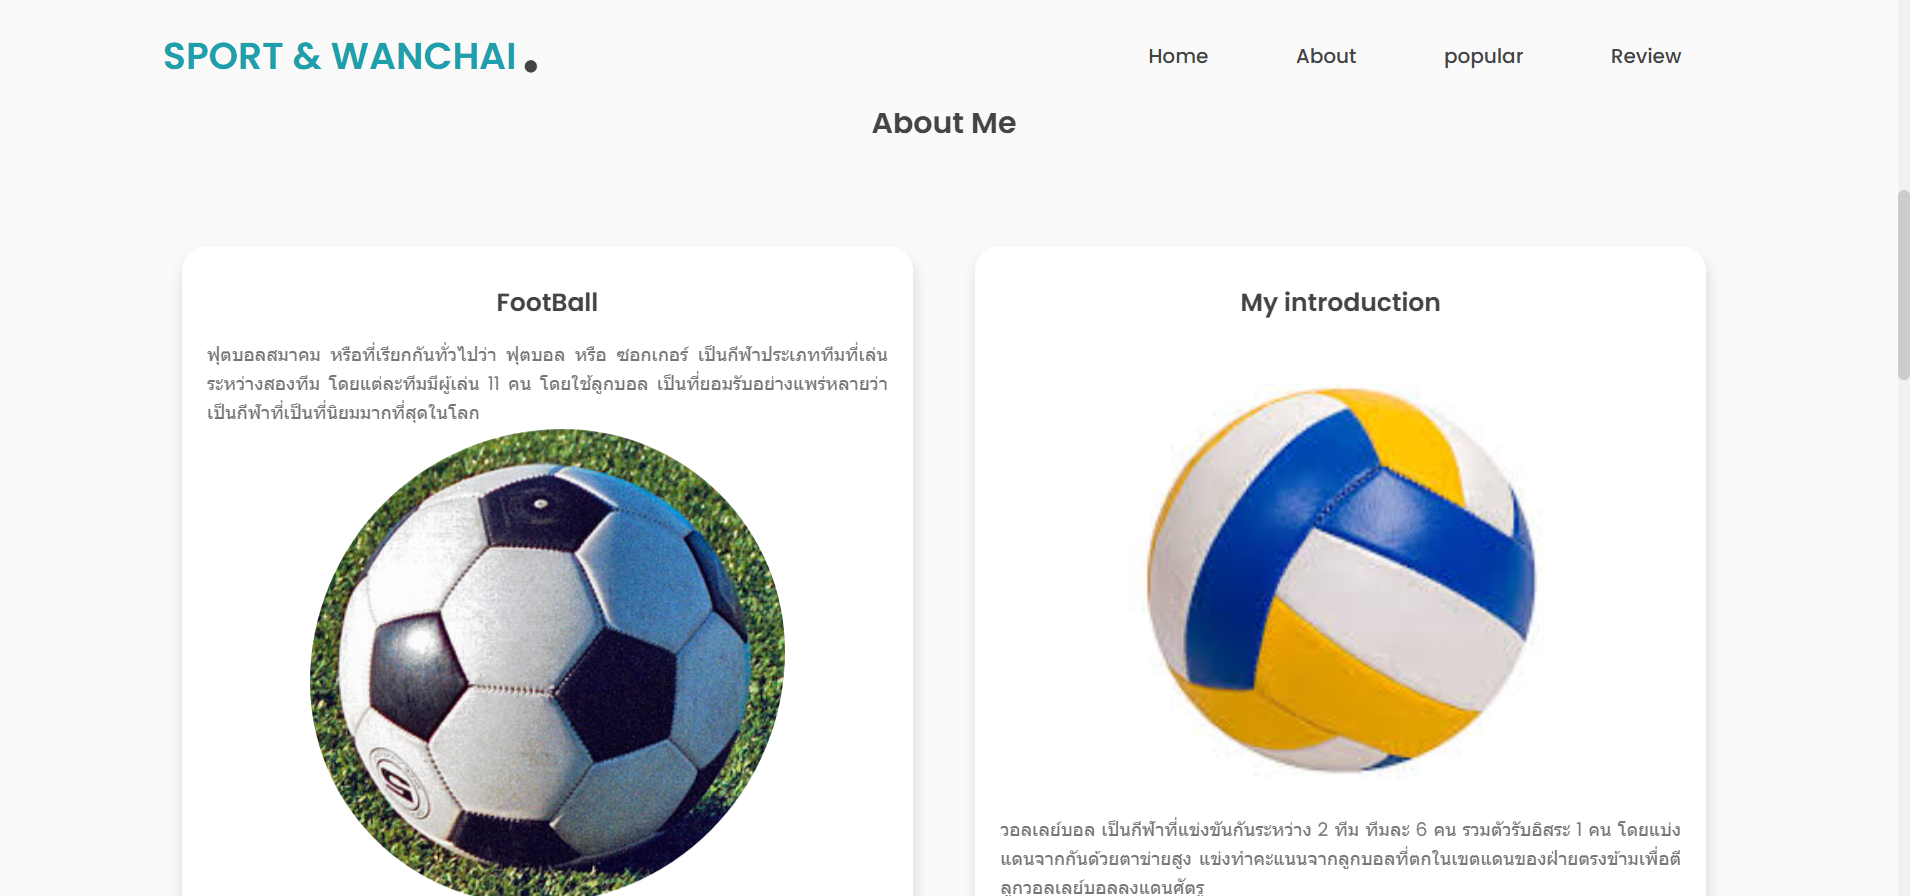 SPORT & WANCHAI.
Home About popular Review
About Me
FootBall
ฟุตบอลสมาคม หรือที่เรียกกันทั่วไปว่า ฟุตบอล หรือ ซอกเกอร์ เป็นกีฬาประเภททีมที่เล่น
ระหว่างสองทีม โดยแต่ละทีมมีผู้เล่น 11 คน โดยใช้ลูกบอล เป็นที่ยอมรับอย่างแพร่หลายว่า
เป็นกีฬาที่เป็นที่นิยมมากที่สุดในโลก
My introduction
วอลเลย์บอล เป็นกีฬาที่แข่งขันกันระหว่าง 2 ทีม ทีมละ 6 คน รวมตัวรับอิสระ 1 คน โดยแบ่ง
แดนจากกันด้วยตาข่ายสูง แข่งทำคะแนนจากลูกบอลที่ตกในเขตแดนของฝ่ายตรงข้ามเพื่อตี
ลูกวอลเลย์บอลลงแดนศัตรู